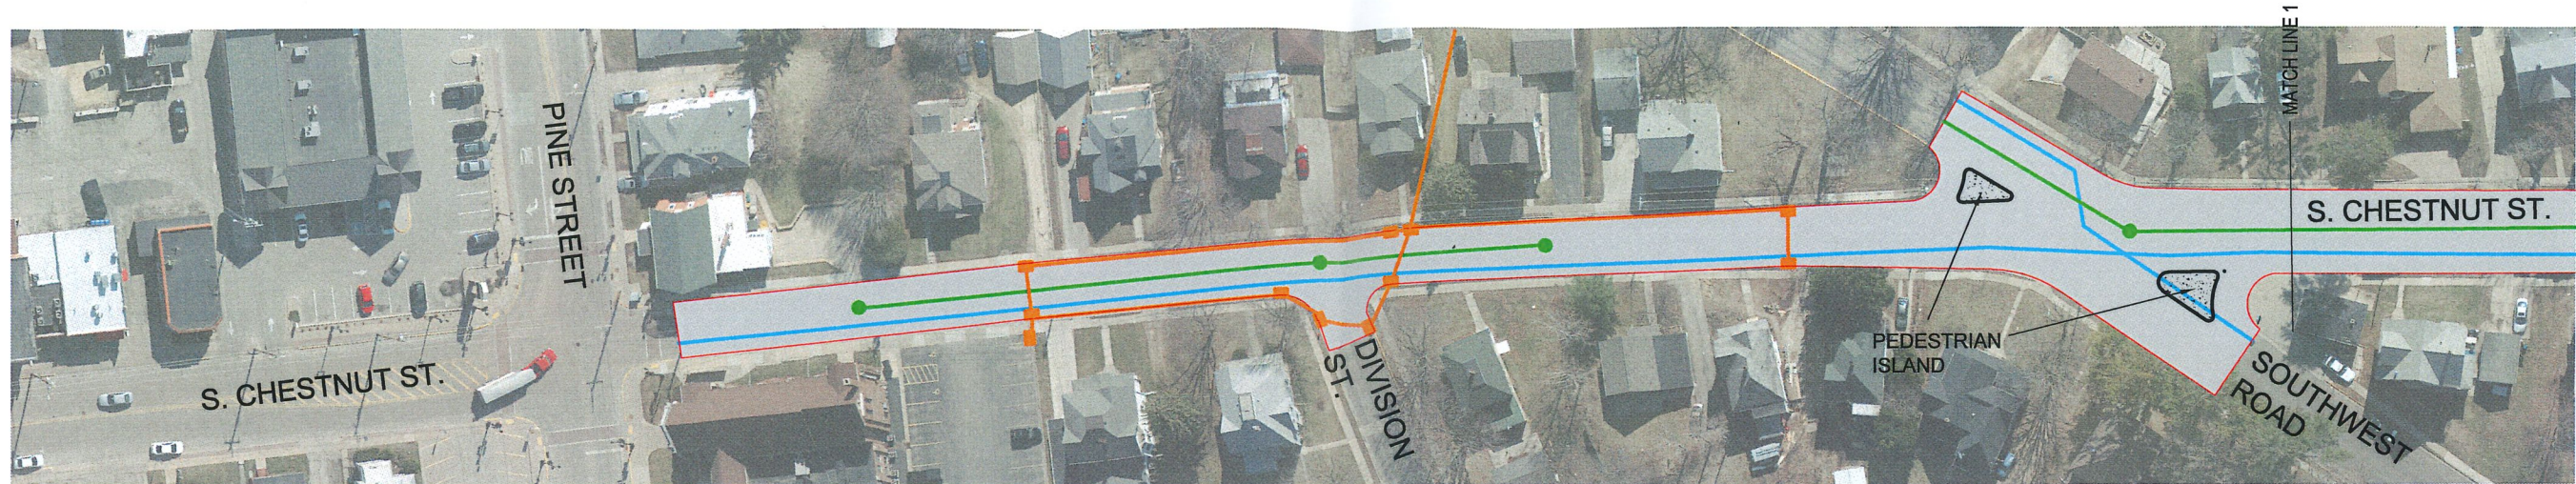 MATCH LINE 1
PINE STREET
S. CHESTNUT ST.
S. CHESTNUT ST.
PEDESTRIAN
ISLAND
DIVISION
ST.
SOUTHWEST
ROAD